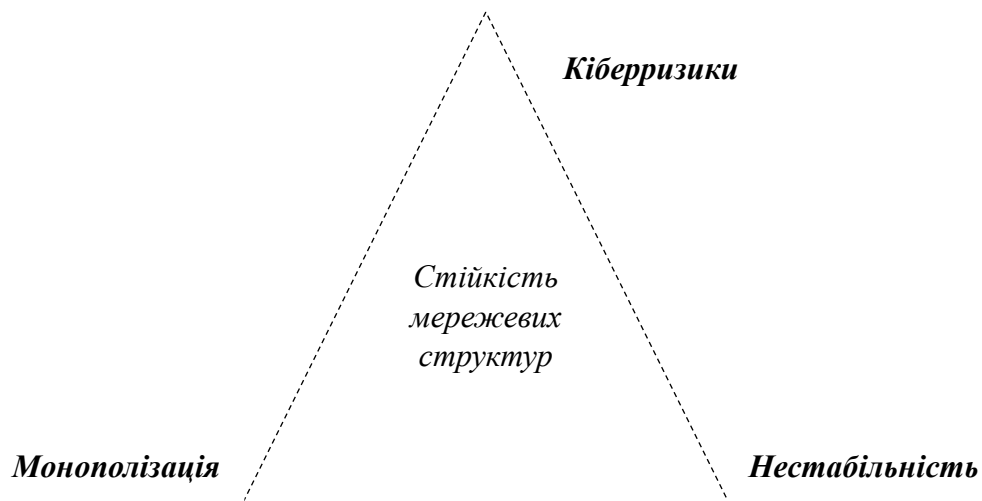 Кіберризики
Стійкість
мережевих
структур
Монополізація
Нестабільність